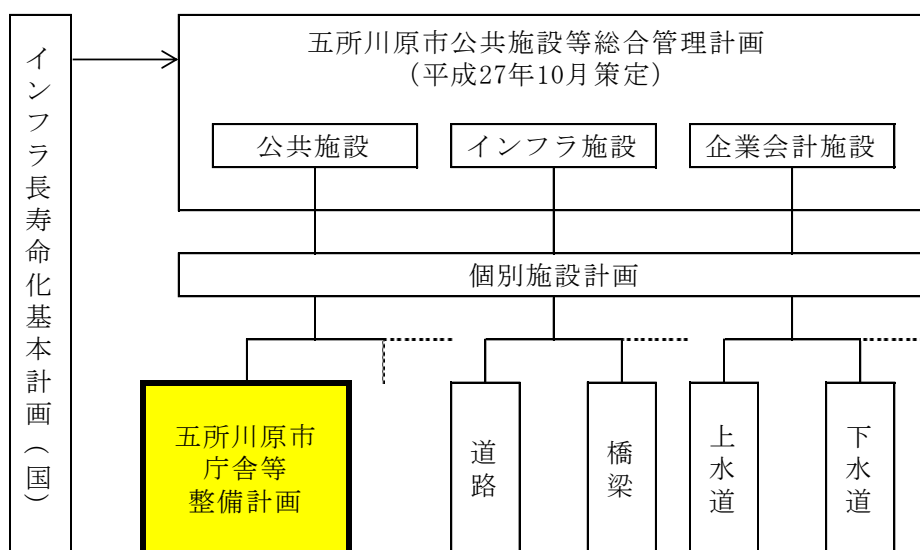 インフラ長寿命化基本計画（国）
五所川原市公共施設等総合管理計画
（平成27年10月策定）
公共施設
インフラ施設
企業会計施設
個別施設計画
五所川原市
庁舎等
整備計画
道路
橋梁
上水道
下水道